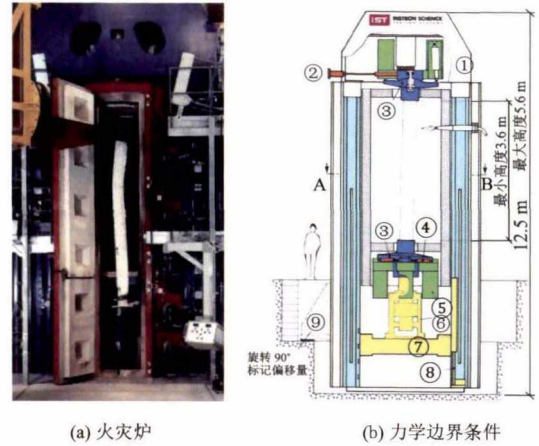 IST INSTRON SCHENCK
①
②
③
A
B
最小高度3.6 m
最大高度5.6 m
12.5 m
③
④
⑤
⑥
⑦
⑧
⑨
旋转 90°
标记偏移量
(a) 火灾炉
(b) 力学边界条件